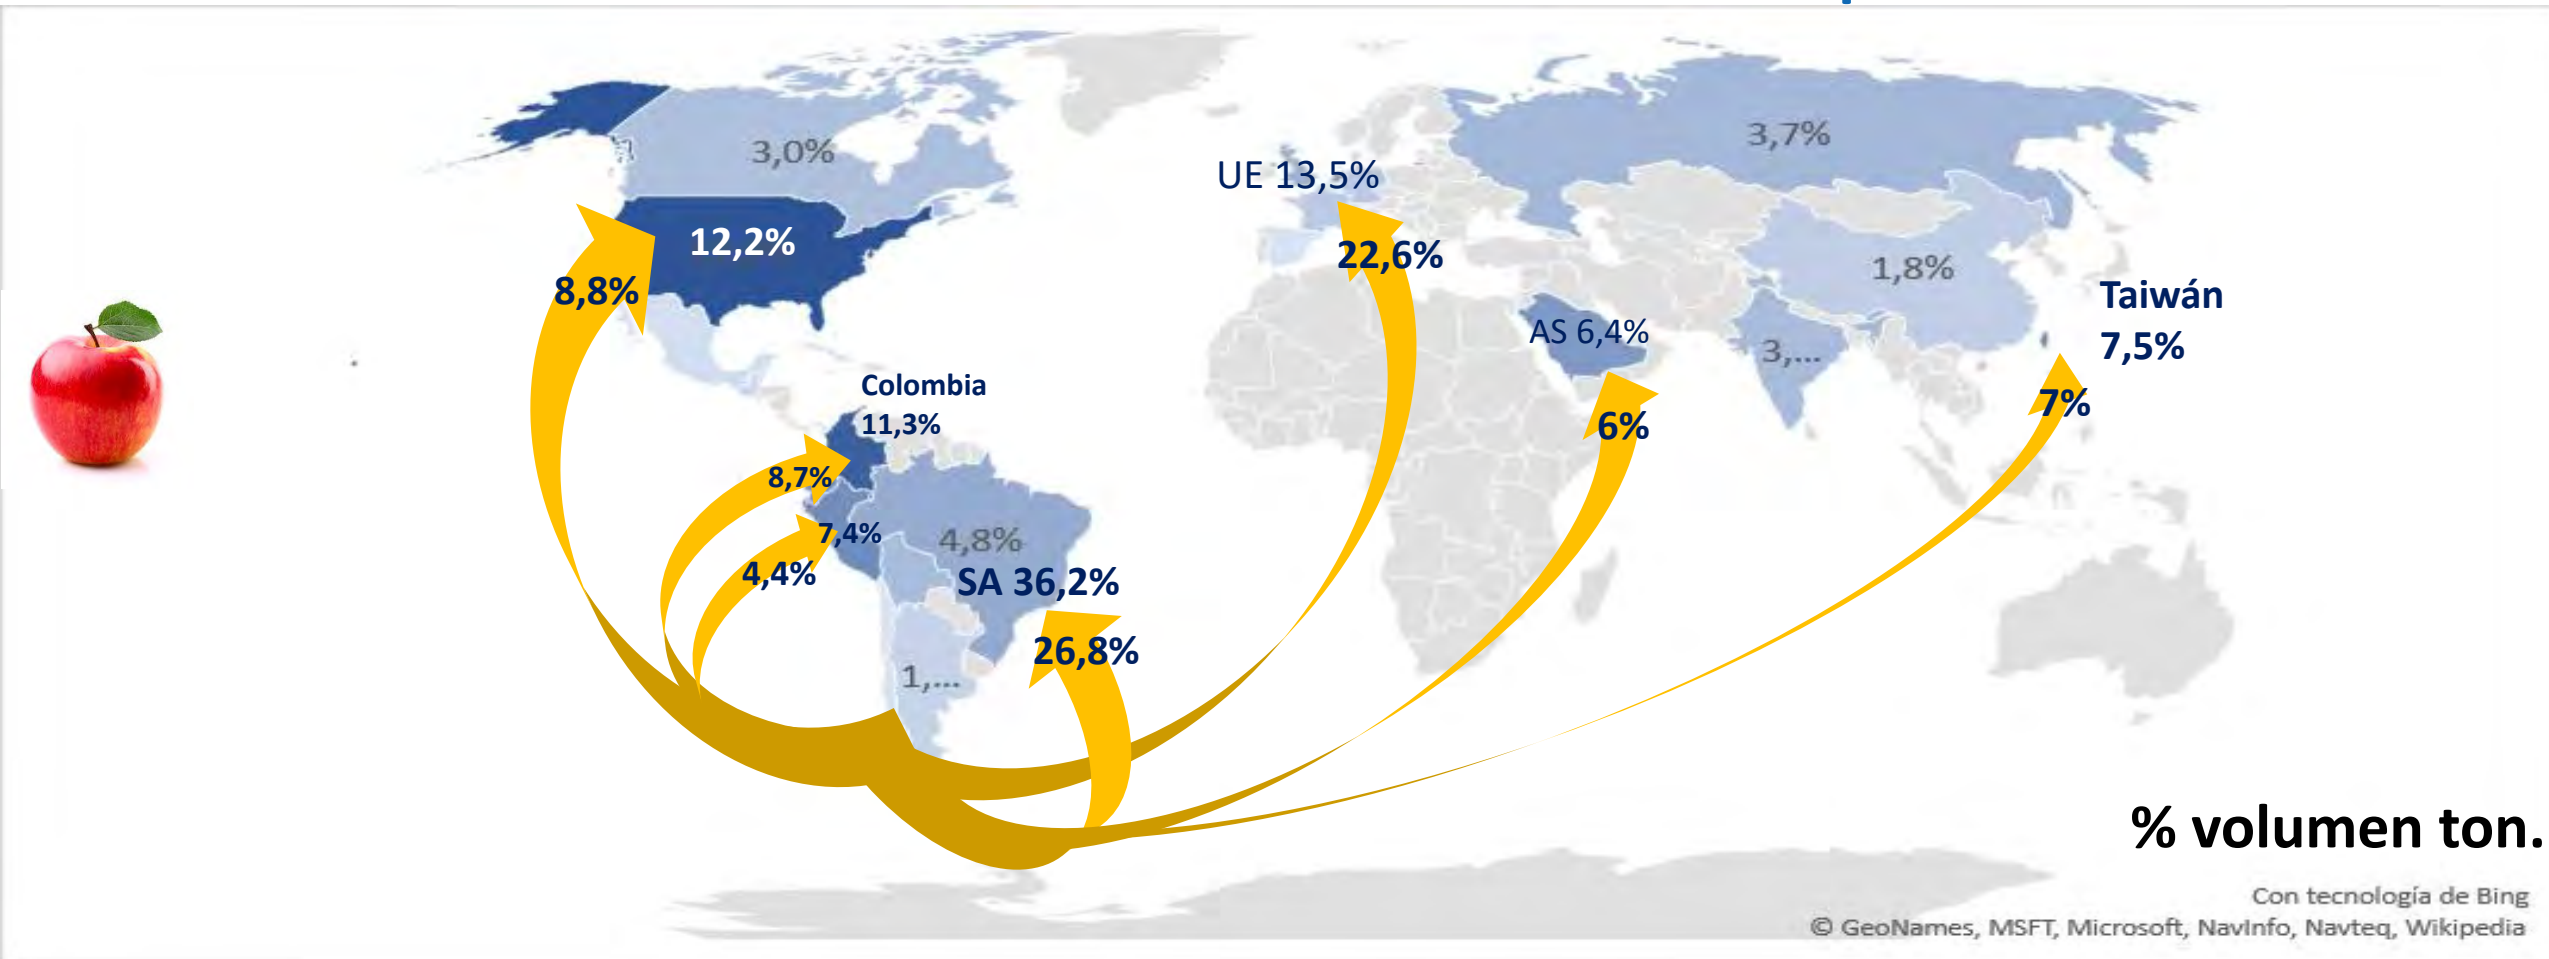 3,0%
3,7%
UE 13,5%
12,2%
22,6%
1,8%
8,8%
Taiwán
7,5%
AS 6,4%
3,...
Colombia
11,3%
7%
6%
8,7%
7,4%
4,8%
4,4%
SA 36,2%
26,8%
1,...
% volumen ton.
Con tecnología de Bing
© GeoNames, MSFT, Microsoft, NavInfo, Navteq, Wikipedia